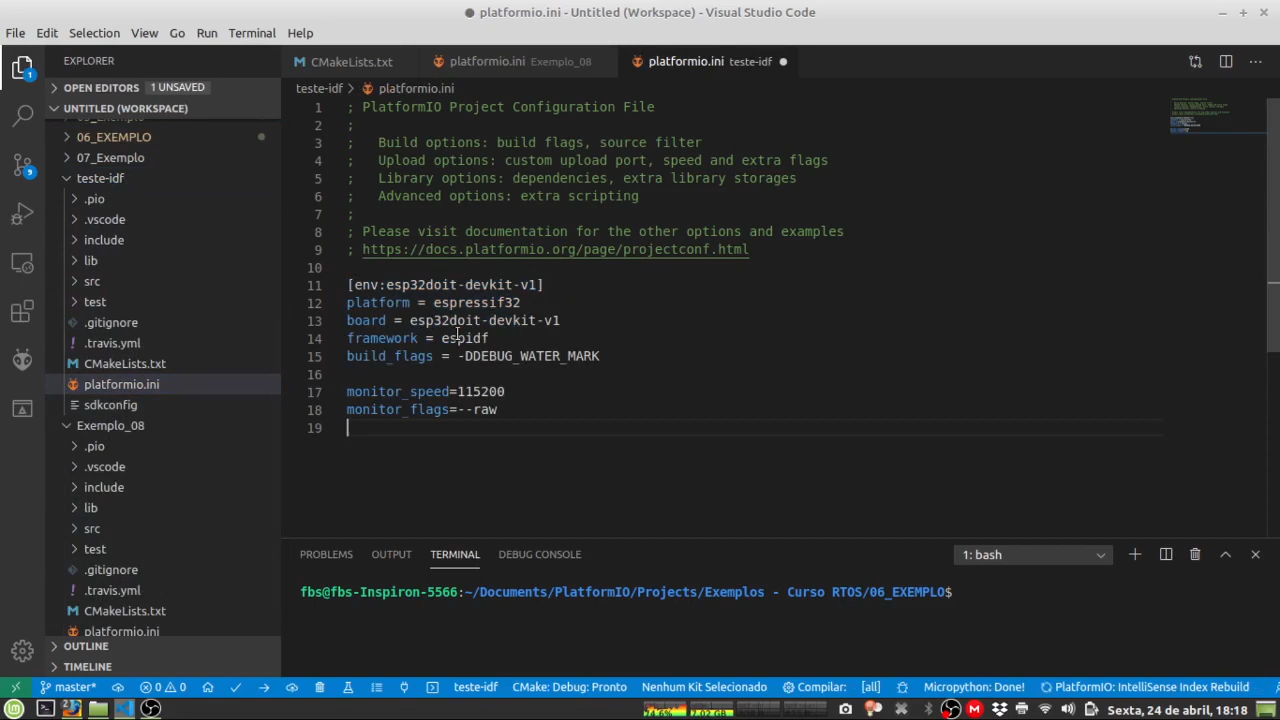 platformio.ini - Untitled (Workspace) - Visual Studio Code
File Edit Selection View Go Run Terminal Help
EXPLORER
OPEN EDITORS 1 UNSAVED
UNTITLED (WORKSPACE)
06_EXEMPLO
07_Exemplo
teste-idf
.pio
.vscode
include
lib
src
test
.gitignore
.travis.yml
CMakeLists.txt
platformio.ini
sdkconfig
Exemplo_08
.pio
.vscode
include
lib
src
test
.gitignore
.travis.yml
CMakeLists.txt
platformio.ini
OUTLINE
TIMELINE
1
9
CMakeLists.txt platformio.ini Exemplo_08 platformio.ini teste-idf
teste-idf > platformio.ini
1 ; PlatformIO Project Configuration File
2 ;
3 ; Build options: build flags, source filter
4 ; Upload options: custom upload port, speed and extra flags
5 ; Library options: dependencies, extra library storages
6 ; Advanced options: extra scripting
7 ;
8 ; Please visit documentation for the other options and examples
9 ; https://docs.platformio.org/page/projectconf.html
10
11 [env:esp32doit-devkit-v1]
12 platform = espressif32
13 board = esp32doit-devkit-v1
14 framework = espidf
15 build_flags = -DDEBUG_WATER_MARK
16
17 monitor_speed=115200
18 monitor_flags=--raw
19
PROBLEMS OUTPUT TERMINAL DEBUG CONSOLE 1: bash
fbs@fbs-Inspiron-5566:~/Documents/PlatformIO/Projects/Exemplos - Curso RTOS/06_EXEMPLO$
master* 0 0 teste-idf CMake: Debug: Pronto Nenhum Kit Selecionado Compilar: [all] Micropython: Done! PlatformIO: IntelliSense Index Rebuild
Sexta, 24 de abril, 18:18